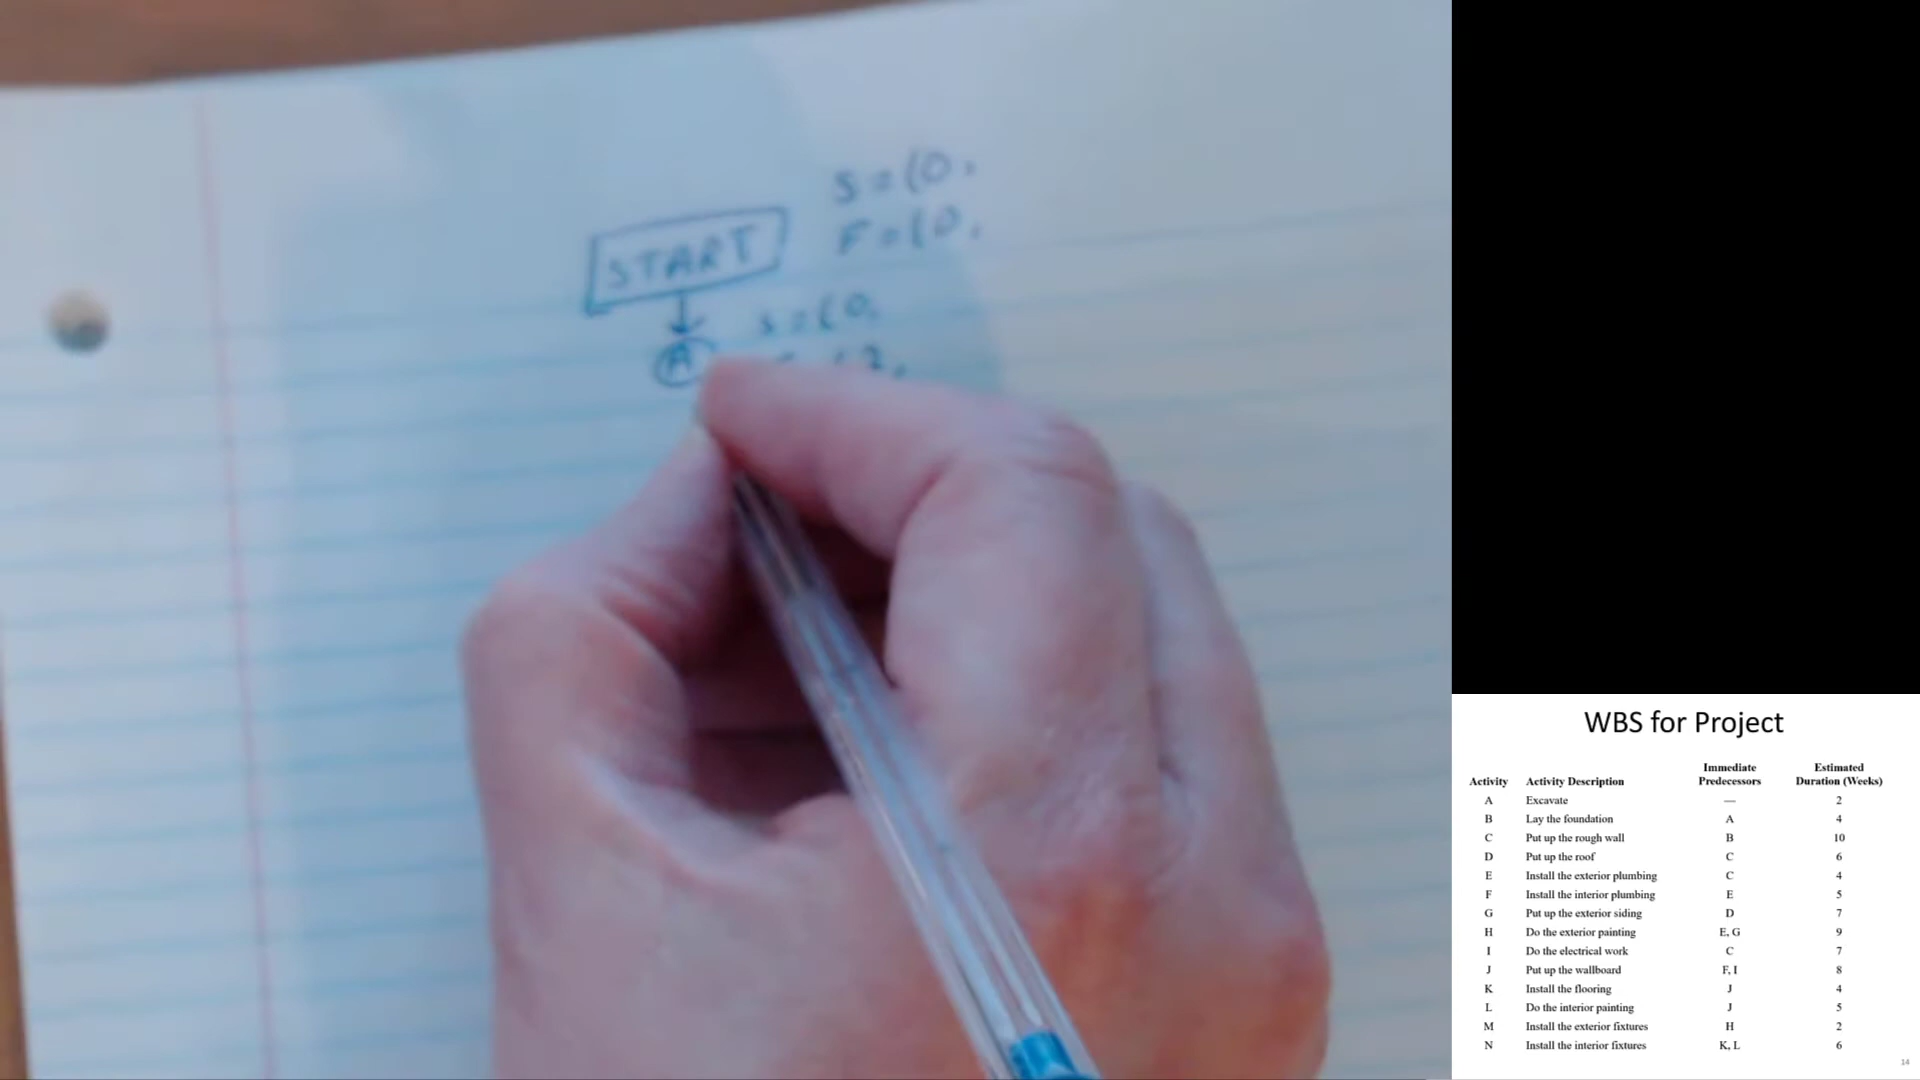 S = (0,
F = (0,
START
S = (0,
A
(2,
WBS for Project
Activity Activity Description Immediate Predecessors Estimated Duration (Weeks)
A Excavate — 2
B Lay the foundation A 4
C Put up the rough wall B 10
D Put up the roof C 6
E Install the exterior plumbing C 4
F Install the interior plumbing E 5
G Put up the exterior siding D 7
H Do the exterior painting E, G 9
I Do the electrical work C 7
J Put up the wallboard F, I 8
K Install the flooring J 4
L Do the interior painting J 5
M Install the exterior fixtures H 2
N Install the interior fixtures K, L 6
14